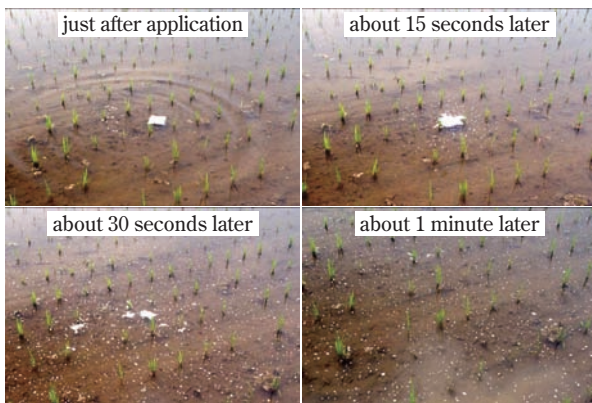 just after application
about 15 seconds later
about 30 seconds later
about 1 minute later